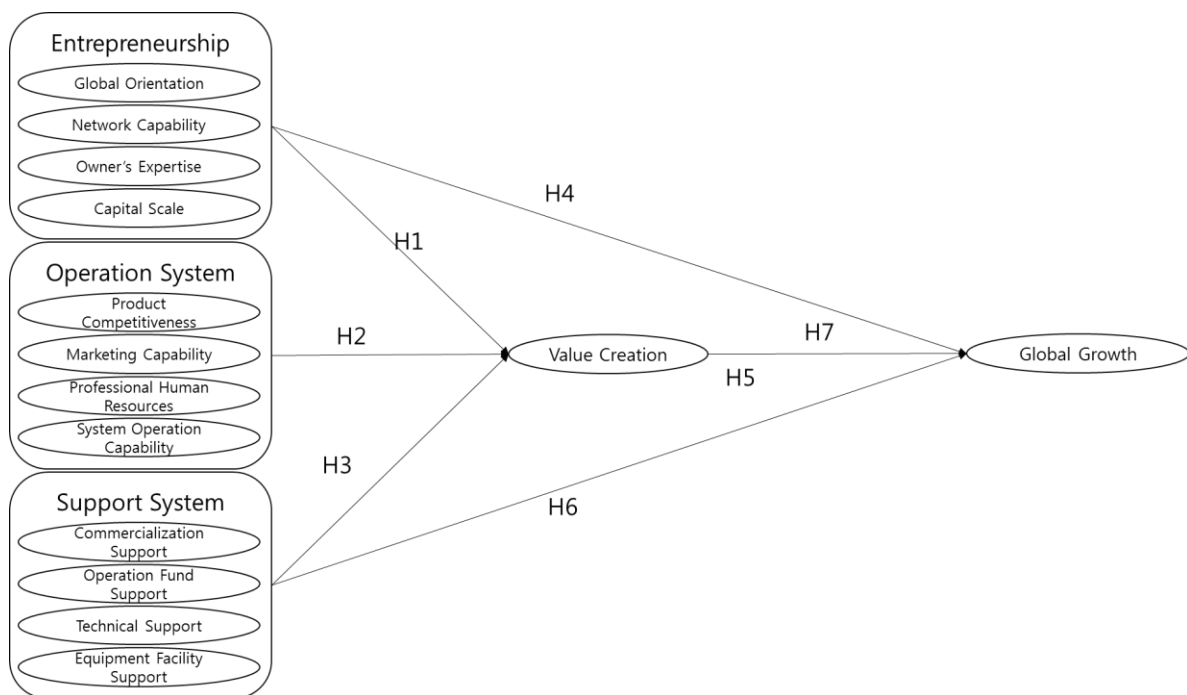 Entrepreneurship
Global Orientation
Network Capability
Owner's Expertise
Capital Scale
Operation System
Product
Competitiveness
Marketing Capability
Professional Human
Resources
System Operation
Capability
Support System
Commercialization
Support
Operation Fund
Support
Technical Support
Equipment Facility
Support
H1
H2
H3
Value Creation
H4
H7
H5
H6
Global Growth